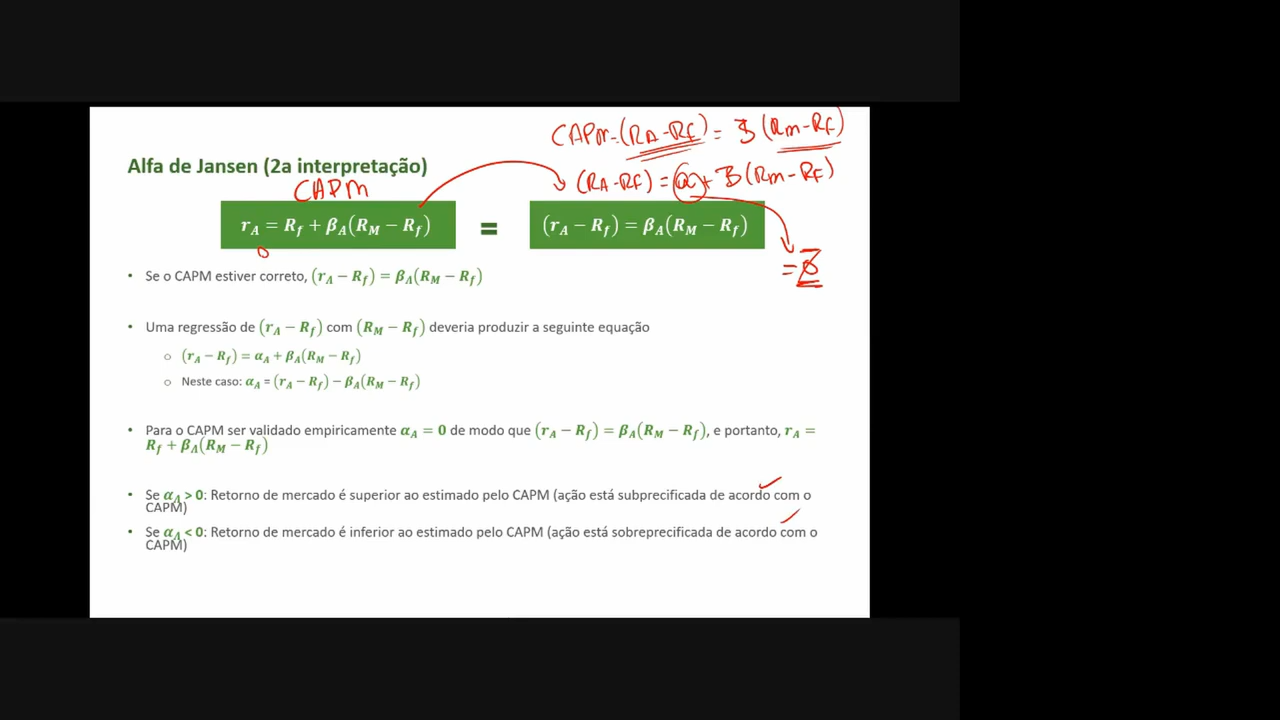 CAPM: (RA-Rf) = β (Rm-Rf)
Alfa de Jansen (2a interpretação)
CAPM
(RA-Rf) = α + β (Rm-Rf)
r_A = R_f + β_A(R_M − R_f) = (r_A − R_f) = β_A(R_M − R_f)
= 0
• Se o CAPM estiver correto, (r_A − R_f) = β_A(R_M − R_f)
• Uma regressão de (r_A − R_f) com (R_M − R_f) deveria produzir a seguinte equação
○ (r_A − R_f) = α_A + β_A(R_M − R_f)
○ Neste caso: α_A = (r_A − R_f) − β_A(R_M − R_f)
• Para o CAPM ser validado empiricamente α_A = 0 de modo que (r_A − R_f) = β_A(R_M − R_f), e portanto, r_A =
R_f + β_A(R_M − R_f)
• Se α_A > 0: Retorno de mercado é superior ao estimado pelo CAPM (ação está subprecificada de acordo com o
CAPM)
• Se α_A < 0: Retorno de mercado é inferior ao estimado pelo CAPM (ação está sobreprecificada de acordo com o
CAPM)